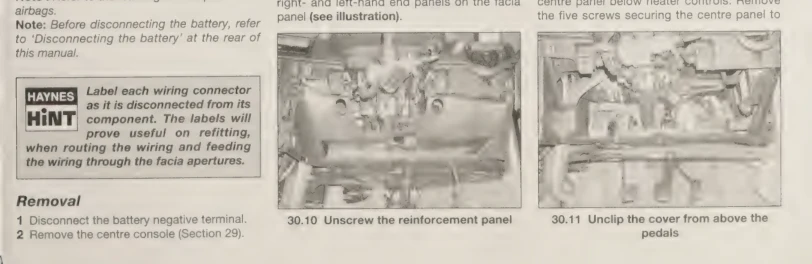 airbags.
Note: Before disconnecting the battery, refer
to 'Disconnecting the battery' at the rear of
this manual.
HAYNES
HiNT
Label each wiring connector
as it is disconnected from its
component. The labels will
prove useful on refitting,
when routing the wiring and feeding
the wiring through the facia apertures.
Removal
1 Disconnect the battery negative terminal.
2 Remove the centre console (Section 29).
right- and left-hand end panels on the facia
panel (see illustration).
30.10 Unscrew the reinforcement panel
centre panel below heater controls. Remove
the five screws securing the centre panel to
30.11 Unclip the cover from above the
pedals